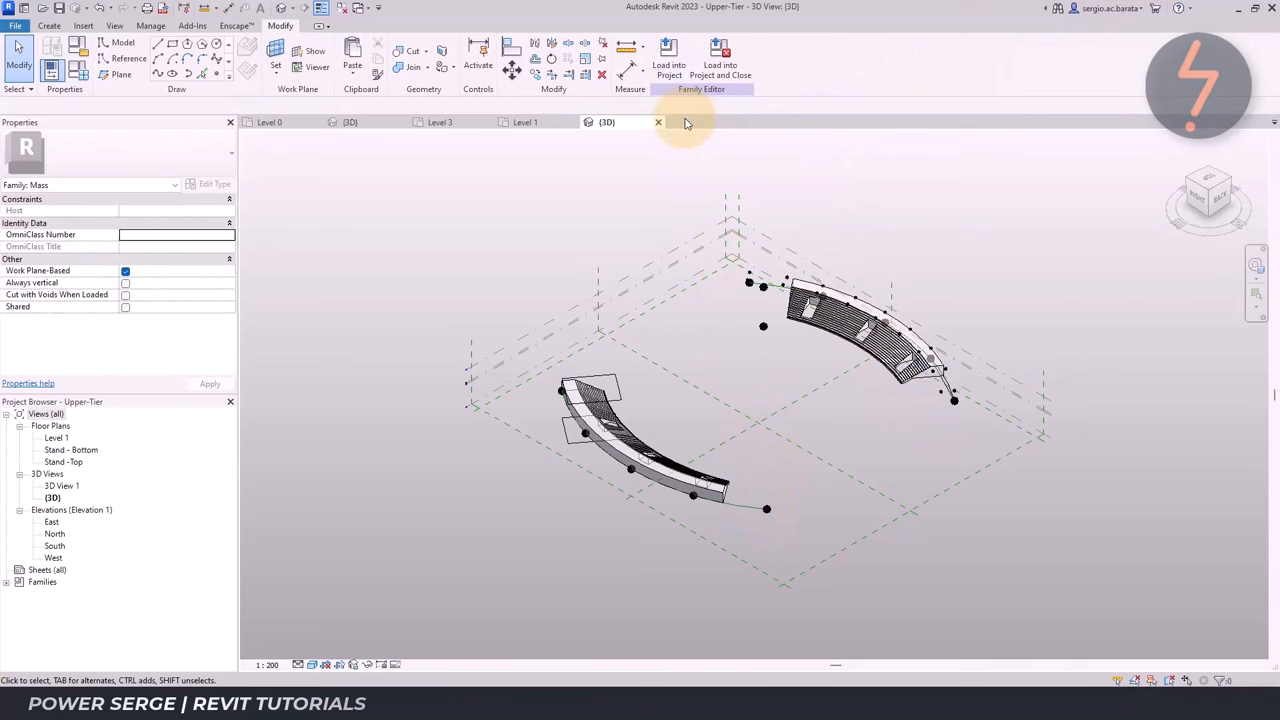 Autodesk Revit 2023 - Upper-Tier - 3D View: {3D}
sergio.ac.barata
File Create Insert View Manage Add-Ins Enscape™ Modify
Modify
Model
Reference
Plane
Set
Show
Viewer
Paste
Cut
Join
Activate
Load into Project
Load into Project and Close
Select Properties Draw Work Plane Clipboard Geometry Controls Modify Measure Family Editor
Properties
Level 0 {3D} Level 3 Level 1 {3D}
Family: Mass Edit Type
Constraints
Host
Identity Data
OmniClass Number
OmniClass Title
Other
Work Plane-Based
Always vertical
Cut with Voids When Loaded
Shared
Properties help Apply
Project Browser - Upper-Tier
Views (all)
Floor Plans
Level 1
Stand - Bottom
Stand -Top
3D Views
3D View 1
{3D}
Elevations (Elevation 1)
East
North
South
West
Sheets (all)
Families
RIGHT BACK
1 : 200
Click to select, TAB for alternates, CTRL adds, SHIFT unselects.
:0
POWER SERGE | REVIT TUTORIALS